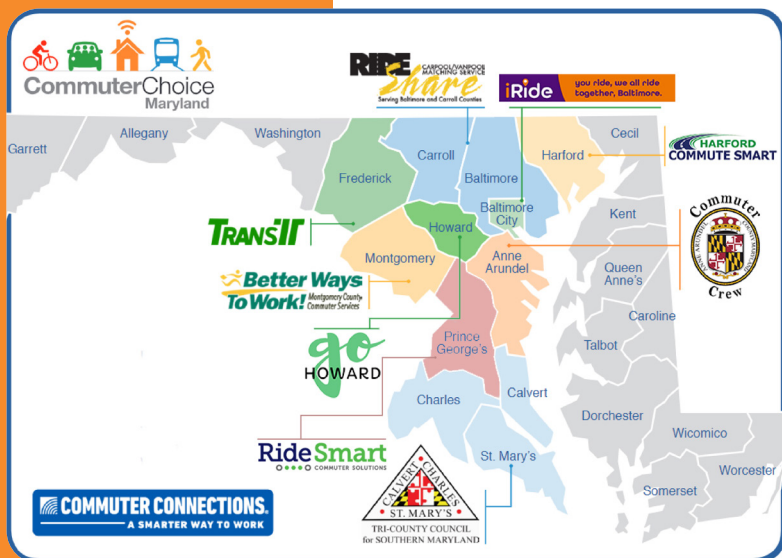 CommuterChoice
Maryland
RIDE
share
CARPOOL/VANPOOL
MATCHING SERVICE
Serving Baltimore and Carroll Counties
iRide
you ride, we all ride
together, Baltimore.
HARFORD
COMMUTE SMART
Garrett
Allegany
Washington
Frederick
Carroll
Baltimore
Harford
Cecil
Baltimore
City
Kent
Howard
TRANSIT
Montgomery
Anne
Arundel
Queen
Anne's
Commuter
ANNE ARUNDEL
COUNTY MARYLAND
Crew
Better Ways
To Work!
Montgomery County
Commuter Services
Caroline
Talbot
go
HOWARD
Prince
George's
Charles
Calvert
Dorchester
Wicomico
Worcester
Somerset
St. Mary's
RideSmart
COMMUTER SOLUTIONS
CALVERT
CHARLES
ST. MARY'S
TRI-COUNTY COUNCIL
for SOUTHERN MARYLAND
COMMUTER CONNECTIONS.
A SMARTER WAY TO WORK